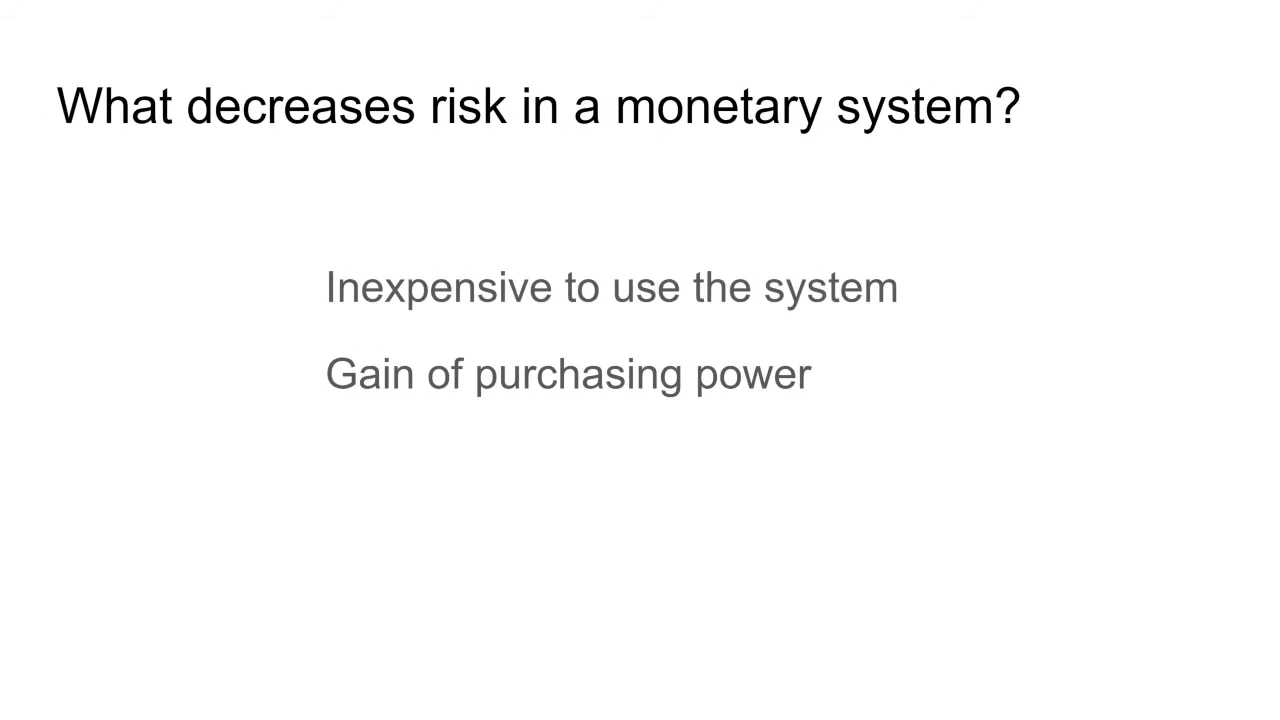 What decreases risk in a monetary system?
Inexpensive to use the system
Gain of purchasing power